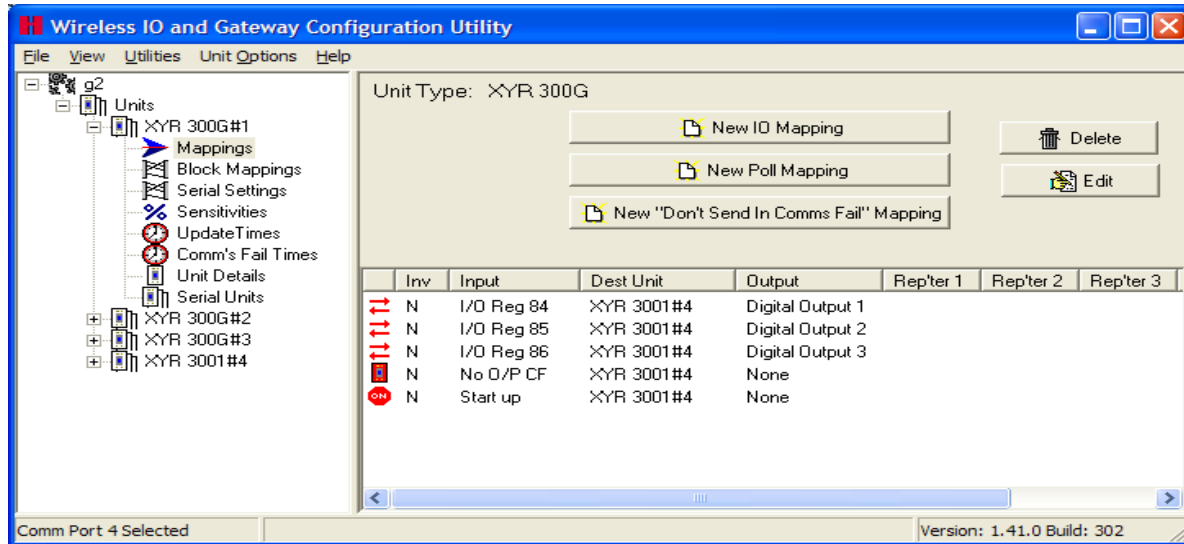 Wireless IO and Gateway Configuration Utility
File View Utilities Unit Options Help
g2
Units
XYR 300G#1
Mappings
Block Mappings
Serial Settings
Sensitivities
UpdateTimes
Comm's Fail Times
Unit Details
Serial Units
XYR 300G#2
XYR 300G#3
XYR 3001#4
Unit Type: XYR 300G
New IO Mapping
New Poll Mapping
New "Don't Send In Comms Fail" Mapping
Delete
Edit
Inv Input Dest Unit Output Rep'ter 1 Rep'ter 2 Rep'ter 3
N I/O Reg 84 XYR 3001#4 Digital Output 1
N I/O Reg 85 XYR 3001#4 Digital Output 2
N I/O Reg 86 XYR 3001#4 Digital Output 3
N No O/P CF XYR 3001#4 None
ON N Start up XYR 3001#4 None
Comm Port 4 Selected
Version: 1.41.0 Build: 302